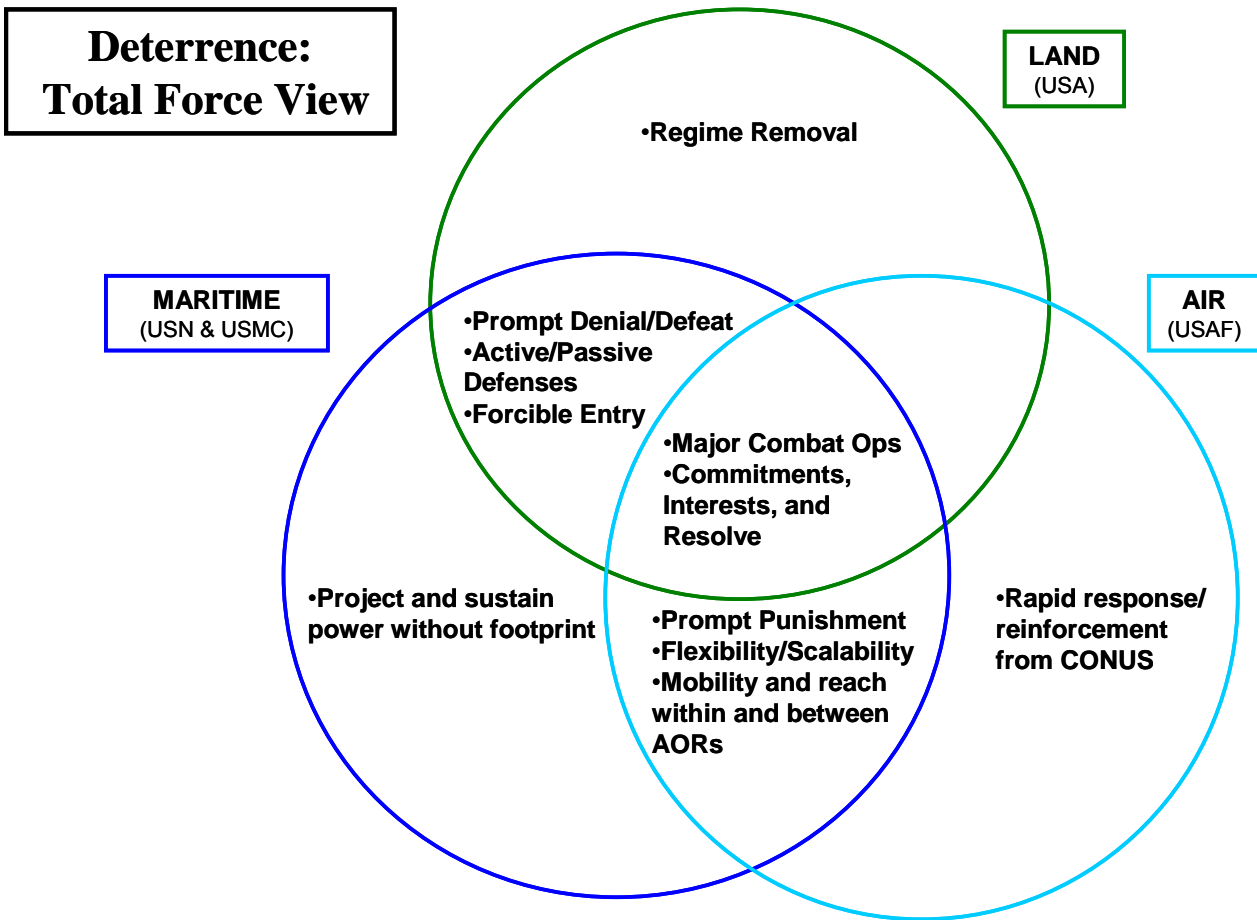 Deterrence:
Total Force View
LAND
(USA)
•Regime Removal
MARITIME
(USN & USMC)
AIR
(USAF)
•Prompt Denial/Defeat
•Active/Passive
Defenses
•Forcible Entry
•Major Combat Ops
•Commitments,
Interests, and
Resolve
•Project and sustain
power without footprint
•Prompt Punishment
•Flexibility/Scalability
•Mobility and reach
within and between
AORs
•Rapid response/
reinforcement
from CONUS